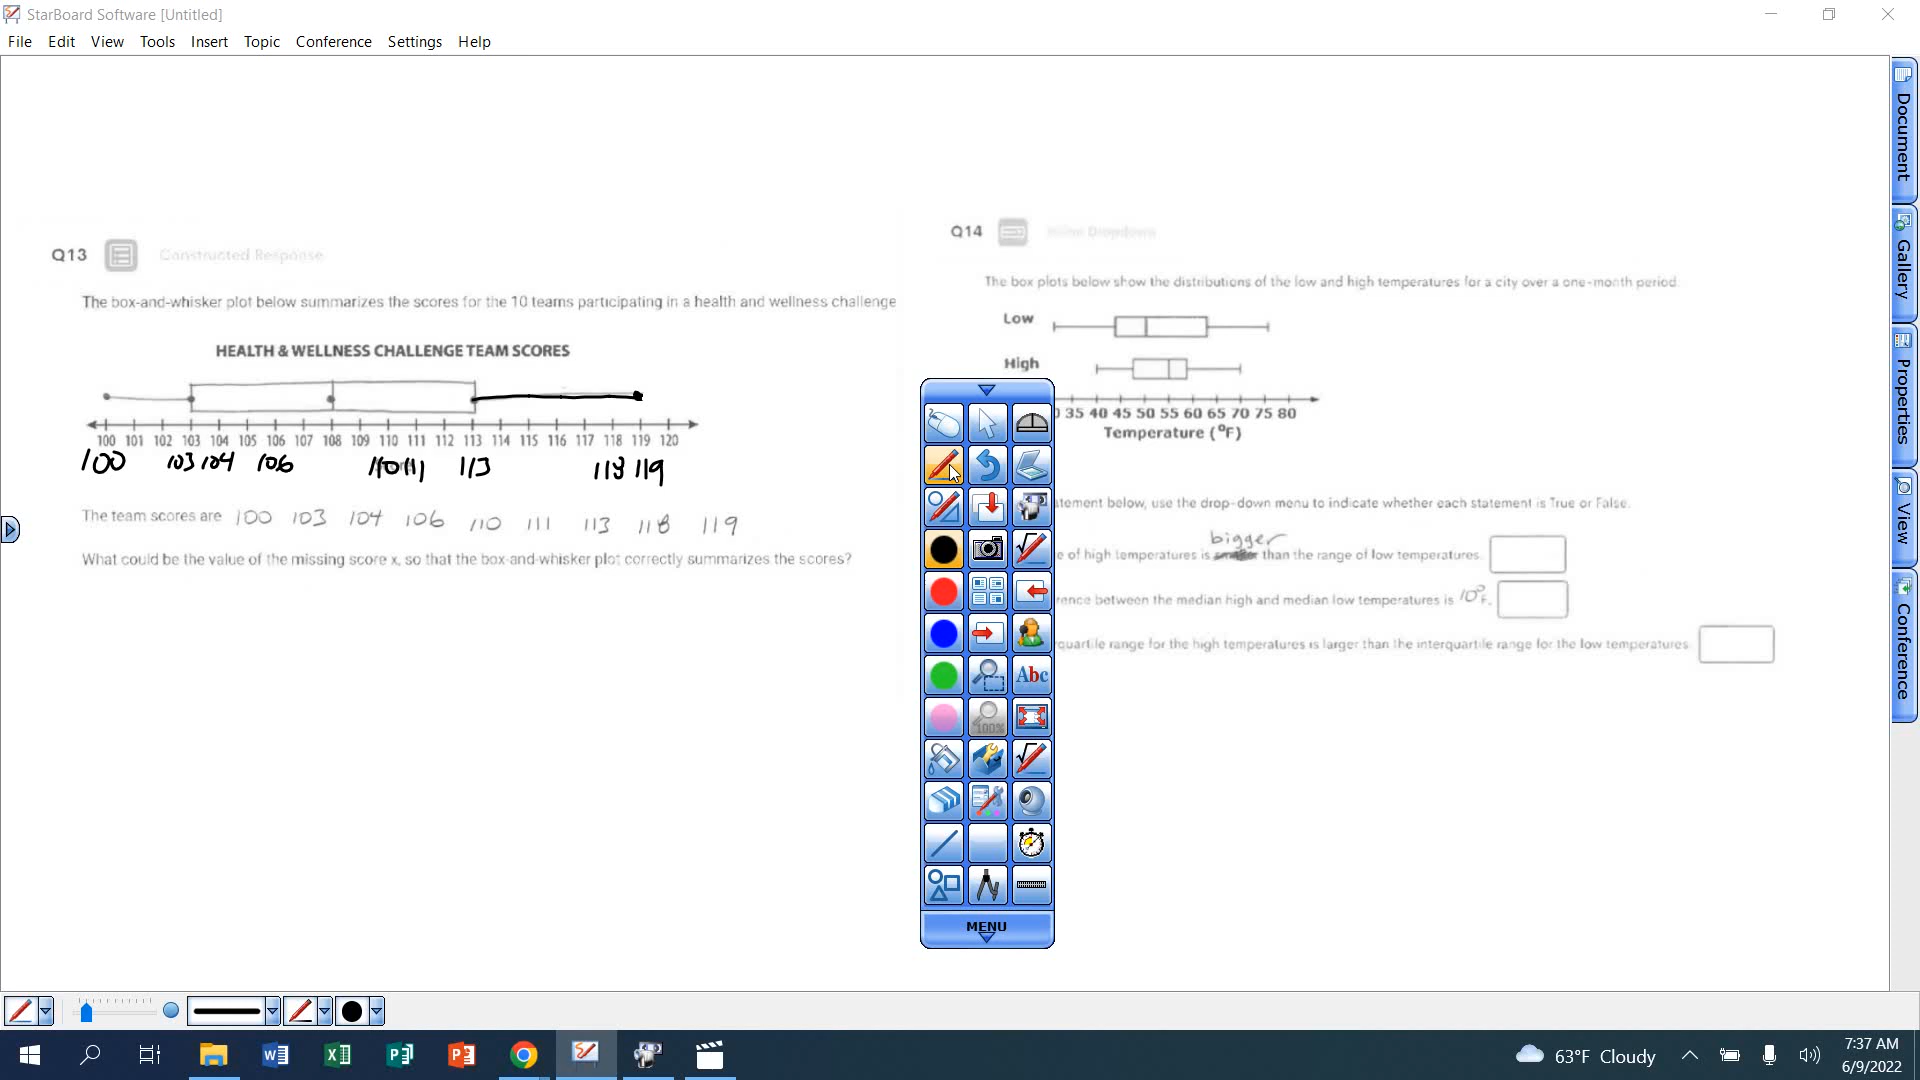 StarBoard Software [Untitled]
File Edit View Tools Insert Topic Conference Settings Help
Q13 Constructed Response
The box-and-whisker plot below summarizes the scores for the 10 teams participating in a health and wellness challenge
HEALTH & WELLNESS CHALLENGE TEAM SCORES
100 101 102 103 104 105 106 107 108 109 110 111 112 113 114 115 116 117 118 119 120
100 103 104 106 110 111 113 118 119
The team scores are 100 103 104 106 110 111 113 118 119
What could be the value of the missing score x, so that the box-and-whisker plot correctly summarizes the scores?
Q14 Inline Dropdown
The box plots below show the distributions of the low and high temperatures for a city over a one-month period.
Low
High
35 40 45 50 55 60 65 70 75 80
Temperature (°F)
tement below, use the drop-down menu to indicate whether each statement is True or False.
bigger
e of high temperatures is than the range of low temperatures.
rence between the median high and median low temperatures is 10°F.
quartile range for the high temperatures is larger than the interquartile range for the low temperatures.
Abc
100%
MENU
Document
Gallery
Properties
View
Conference
63°F Cloudy
7:37 AM
6/9/2022